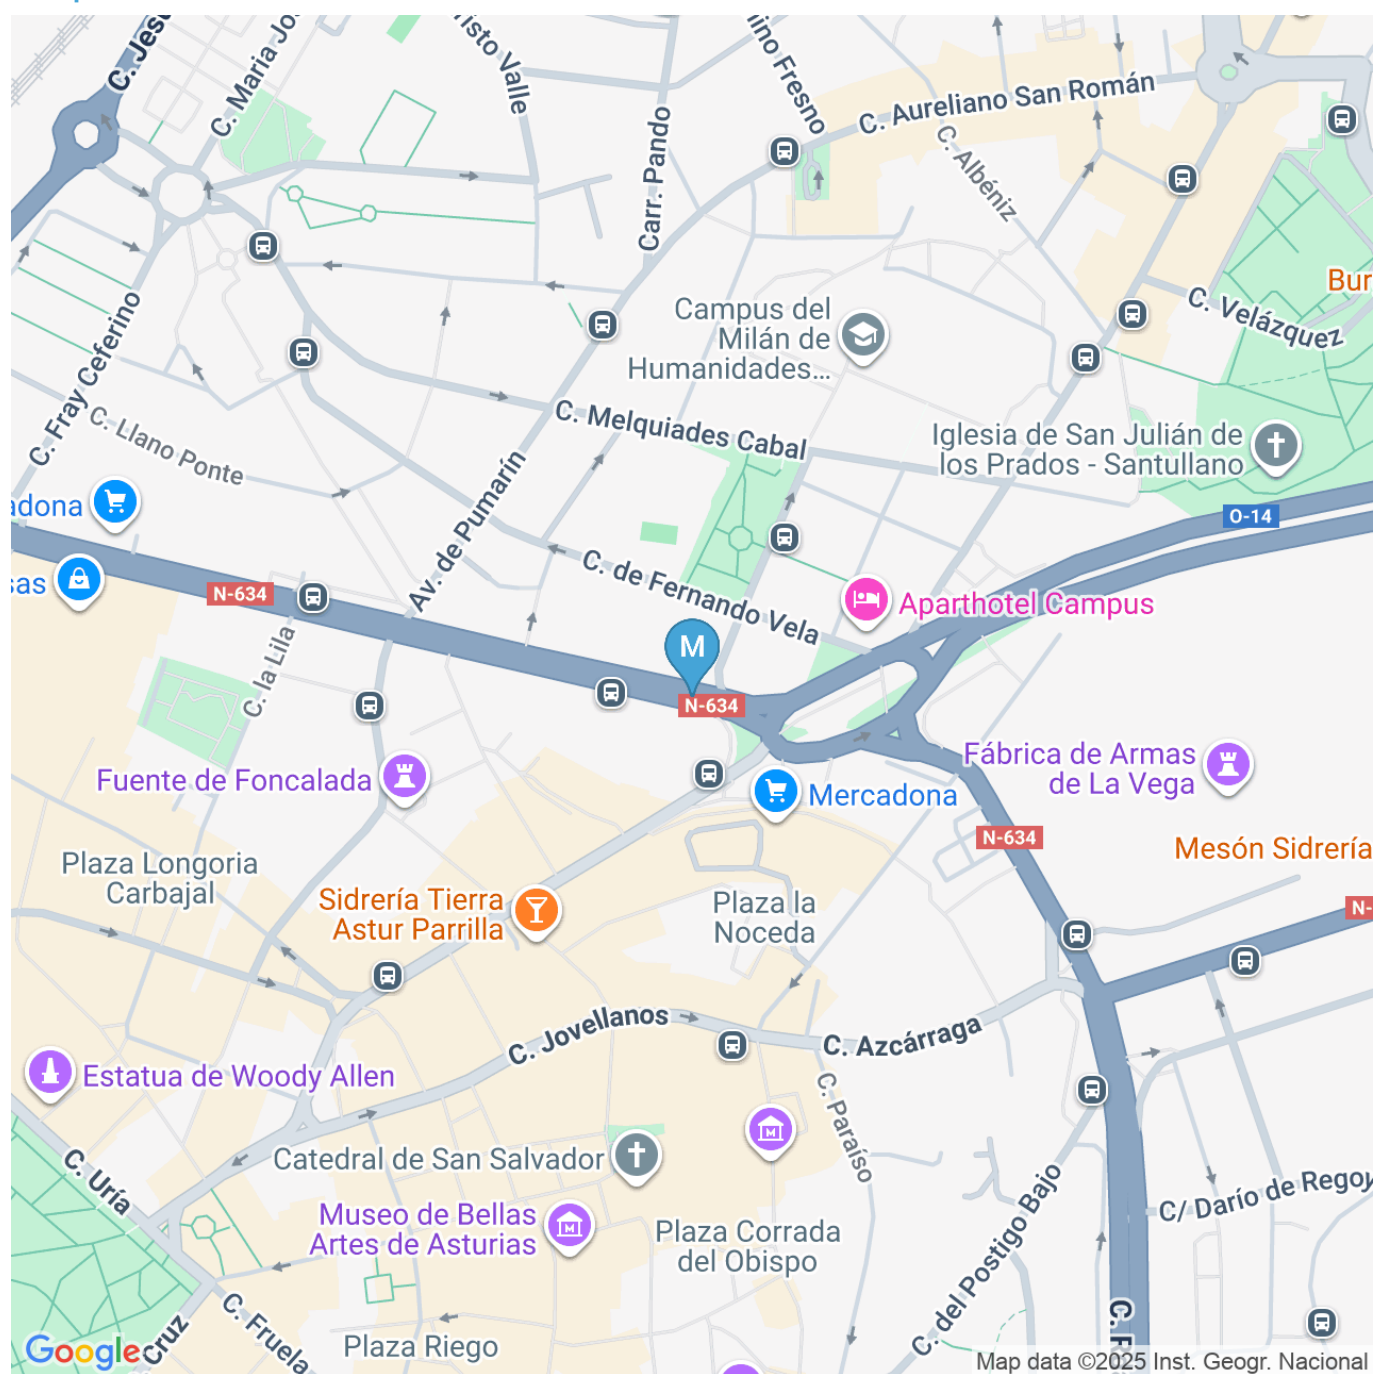 C. Jesú
C. Maria Jo
risto Valle
ino Fresno
C. Aureliano San Román
Carr. Pando
C. Albéniz
Bur
C. Velázquez
Campus del
Milán de
Humanidades...
C. Fray Ceferino
C. Llano Ponte
C. Melquiades Cabal
Iglesia de San Julián de
los Prados - Santullano
adona
Av. de Pumarín
O-14
sas
N-634
C. de Fernando Vela
Aparthotel Campus
C. la Lila
M
N-634
Fuente de Foncalada
Fábrica de Armas
de La Vega
Mercadona
N-634
Mesón Sidrería
Plaza Longoria
Carbajal
Sidrería Tierra
Astur Parrilla
Plaza la
Noceda
N-
C. Jovellanos
C. Azcárraga
Estatua de Woody Allen
C. Paraíso
Catedral de San Salvador
C. Uría
Museo de Bellas
Artes de Asturias
Plaza Corrada
del Obispo
C/ Darío de Regoy
C. del Postigo Bajo
C. Fruela
Cruz
Plaza Riego
Google
Map data ©2025 Inst. Geogr. Nacional